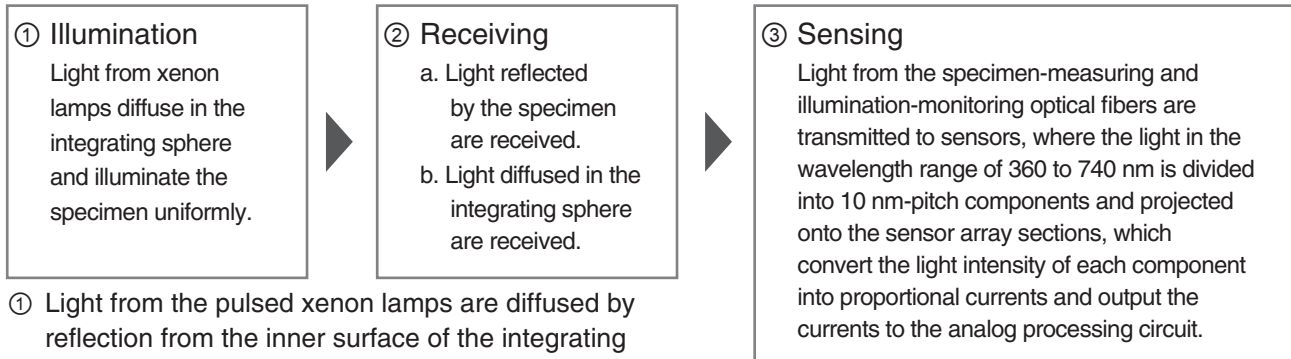 ① Illumination
Light from xenon
lamps diffuse in the
integrating sphere
and illuminate the
specimen uniformly.
② Receiving
a. Light reflected
by the specimen
are received.
b. Light diffused in the
integrating sphere
are received.
③ Sensing
Light from the specimen-measuring and
illumination-monitoring optical fibers are
transmitted to sensors, where the light in the
wavelength range of 360 to 740 nm is divided
into 10 nm-pitch components and projected
onto the sensor array sections, which
convert the light intensity of each component
into proportional currents and output the
currents to the analog processing circuit.
① Light from the pulsed xenon lamps are diffused by
reflection from the inner surface of the integrating